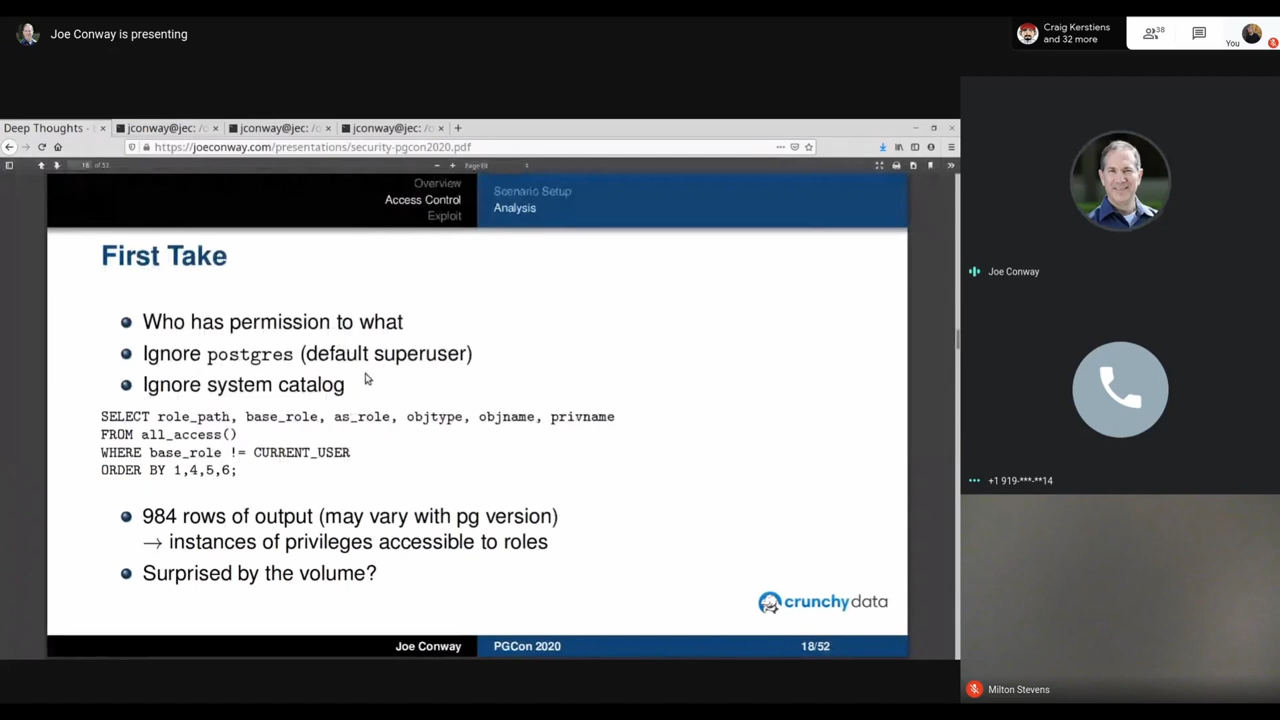 Joe Conway is presenting
Craig Kerstiens
and 32 more
38
You
Deep Thoughts -
jconway@jec: /o
jconway@jec: /o
jconway@jec: /o
https://joeconway.com/presentations/security-pgcon2020.pdf
18 of 52
Page Fit
Overview
Access Control
Exploit
Scenario Setup
Analysis
First Take
Who has permission to what
Ignore postgres (default superuser)
Ignore system catalog
SELECT role_path, base_role, as_role, objtype, objname, privname
FROM all_access()
WHERE base_role != CURRENT_USER
ORDER BY 1,4,5,6;
984 rows of output (may vary with pg version)
→ instances of privileges accessible to roles
Surprised by the volume?
crunchydata
Joe Conway
PGCon 2020
18/52
Joe Conway
+1 919-***-**14
Milton Stevens